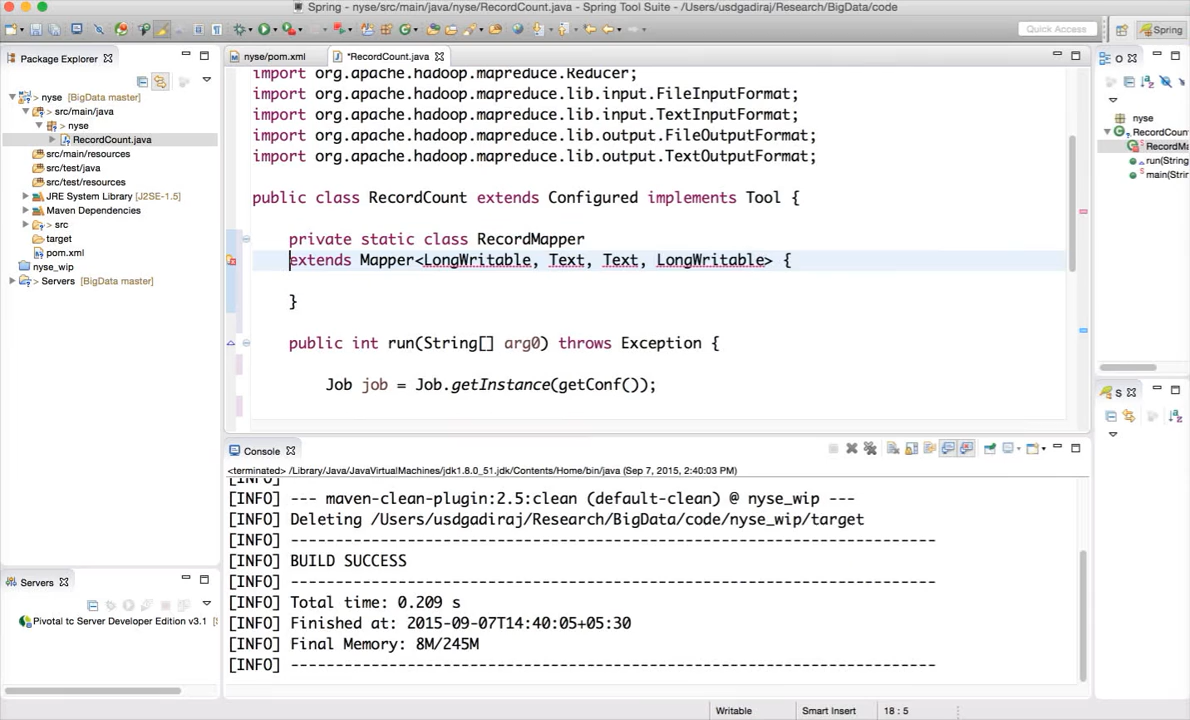 Spring - nyse/src/main/java/nyse/RecordCount.java - Spring Tool Suite - /Users/usdgadiraj/Research/BigData/code
Quick Access
Spring
Package Explorer
nyse [BigData master]
src/main/java
nyse
RecordCount.java
src/main/resources
src/test/java
src/test/resources
JRE System Library [J2SE-1.5]
Maven Dependencies
src
target
pom.xml
nyse_wip
Servers [BigData master]
Servers
Pivotal tc Server Developer Edition v3.1
nyse/pom.xml
*RecordCount.java
import org.apache.hadoop.mapreduce.Reducer;
import org.apache.hadoop.mapreduce.lib.input.FileInputFormat;
import org.apache.hadoop.mapreduce.lib.input.TextInputFormat;
import org.apache.hadoop.mapreduce.lib.output.FileOutputFormat;
import org.apache.hadoop.mapreduce.lib.output.TextOutputFormat;
public class RecordCount extends Configured implements Tool {
private static class RecordMapper
extends Mapper<LongWritable, Text, Text, LongWritable> {
}
public int run(String[] arg0) throws Exception {
Job job = Job.getInstance(getConf());
Console
<terminated> /Library/Java/JavaVirtualMachines/jdk1.8.0_51.jdk/Contents/Home/bin/java (Sep 7, 2015, 2:40:03 PM)
[INFO] ------------------------------------------------------------------------
[INFO] --- maven-clean-plugin:2.5:clean (default-clean) @ nyse_wip ---
[INFO] Deleting /Users/usdgadiraj/Research/BigData/code/nyse_wip/target
[INFO] ------------------------------------------------------------------------
[INFO] BUILD SUCCESS
[INFO] ------------------------------------------------------------------------
[INFO] Total time: 0.209 s
[INFO] Finished at: 2015-09-07T14:40:05+05:30
[INFO] Final Memory: 8M/245M
[INFO] ------------------------------------------------------------------------
O
nyse
RecordCount
RecordMa
run(String
main(Strin
S
Writable
Smart Insert
18 : 5